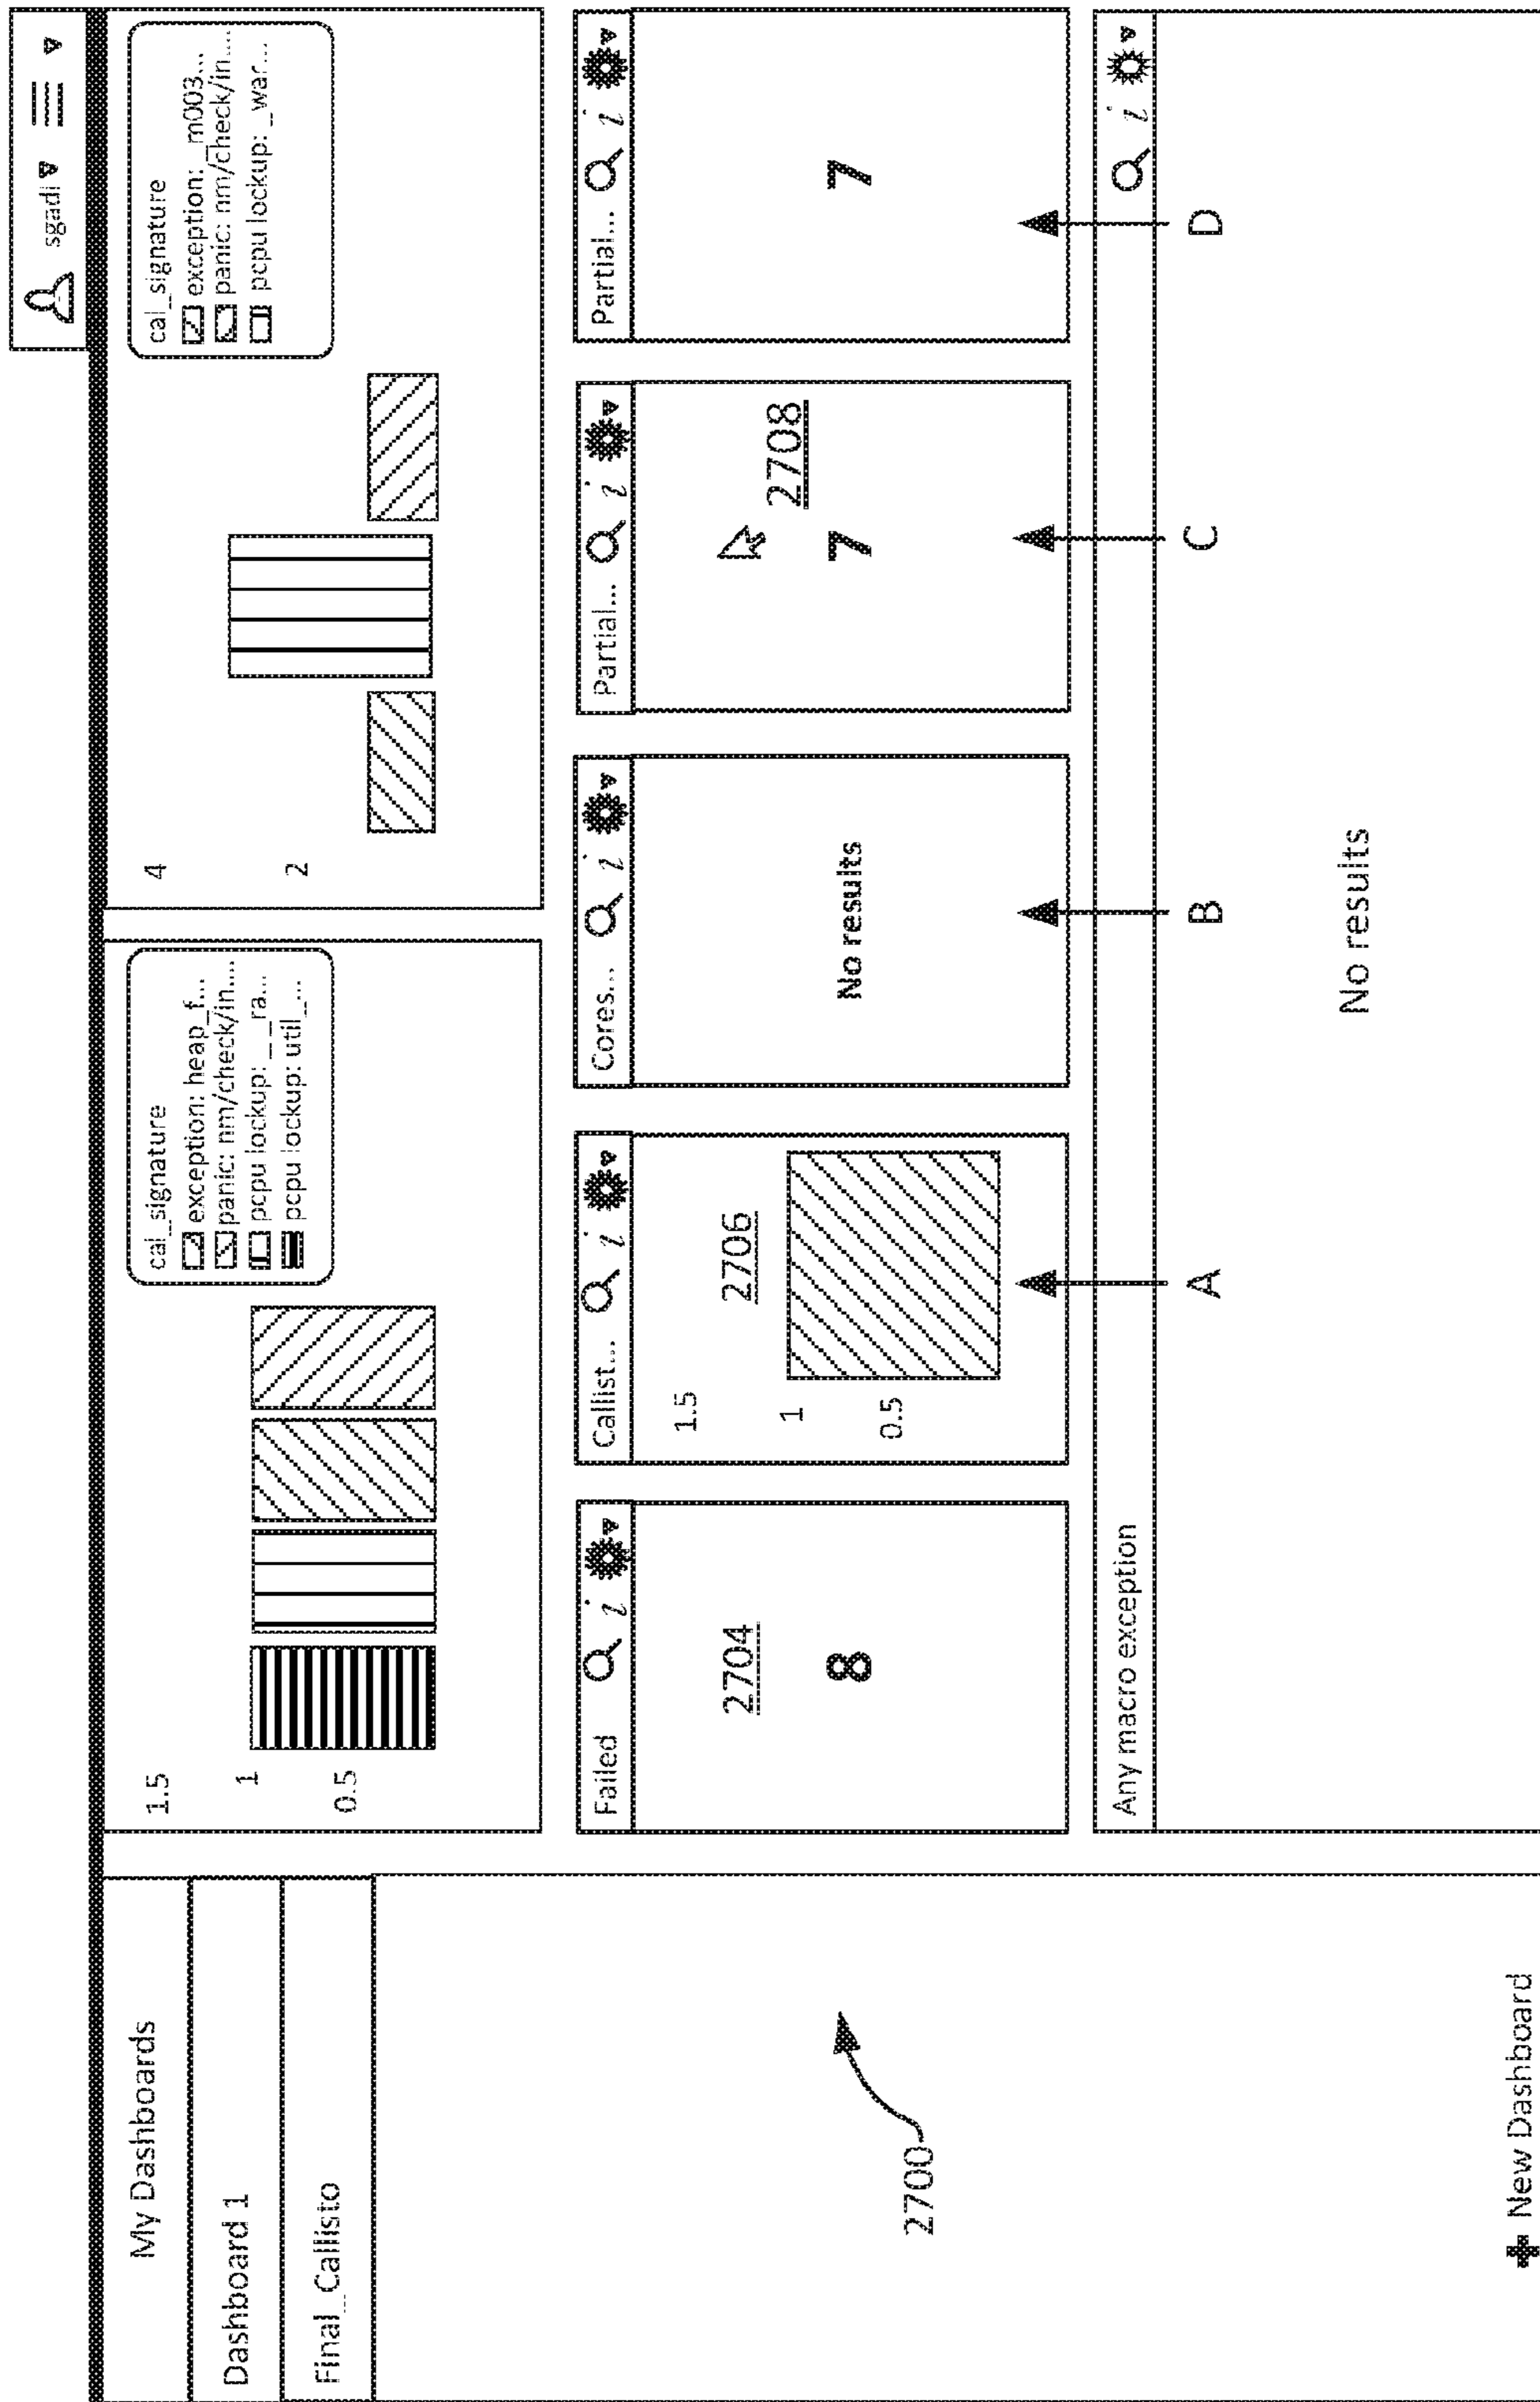 sgadl
My Dashboards
Dashboard 1
Final_Callisto
2700
New Dashboard
1.5
1
0.5
cal_signature
exception: heap_f...
panic: nm/check/in....
pcpu lockup: __ra...
pcpu lockup: util_...
4
2
cal_signature
exception: _m003...
panic: nm/check/in....
pcpu lockup: _war...
Failed i
2704
8
Callist... i
1.5
1
0.5
2706
Cores... i
No results
Partial... i
2708
7
Partial... i
7
A
B
C
D
Any macro exception i
No results